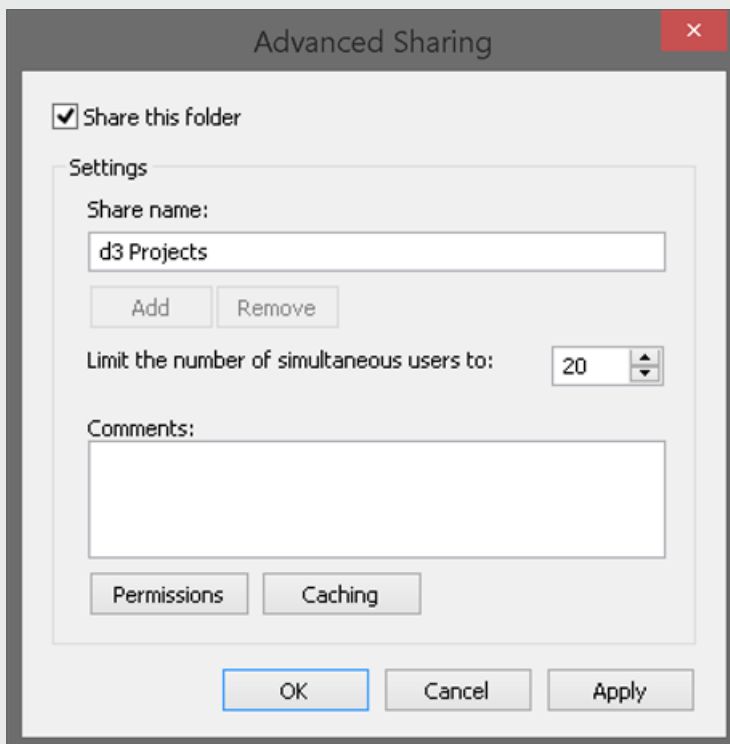 Advanced Sharing
Share this folder
Settings
Share name:
d3 Projects
Add Remove
Limit the number of simultaneous users to: 20
Comments:
Permissions Caching
OK Cancel Apply